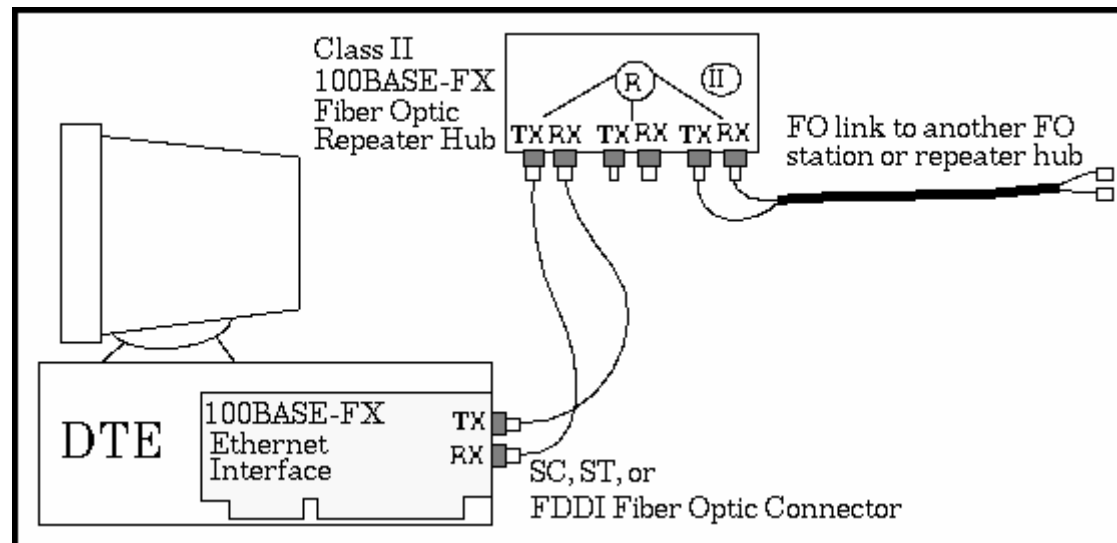 Class II
100BASE-FX
Fiber Optic
Repeater Hub
R
II
TX RX TX RX TX RX
FO link to another FO
station or repeater hub
DTE
100BASE-FX
Ethernet
Interface
TX
RX
SC, ST, or
FDDI Fiber Optic Connector